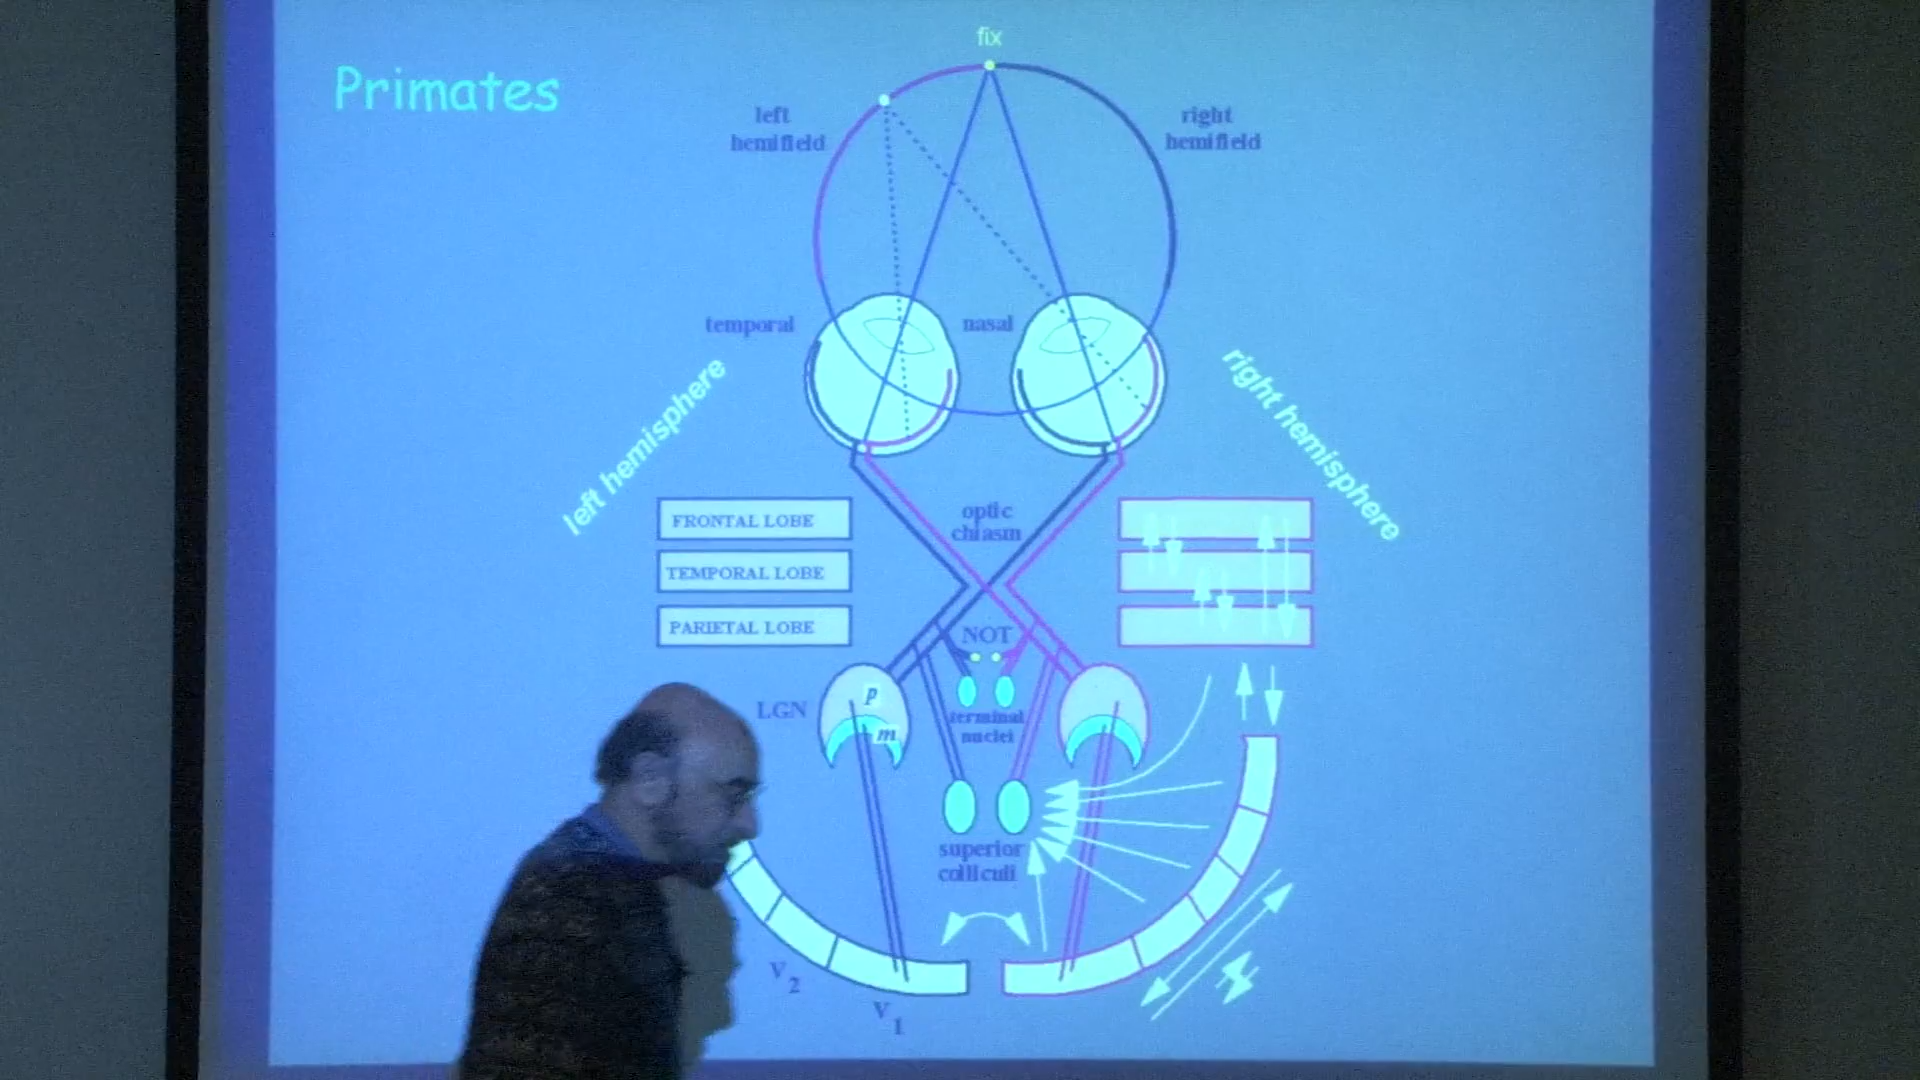 fix
Primates
left
hemifield
right
hemifield
temporal
nasal
left hemisphere
right hemisphere
FRONTAL LOBE
TEMPORAL LOBE
PARIETAL LOBE
optic
chiasm
NOT
LGN
p
m
terminal
nuclei
superior
colliculi
V2
V1